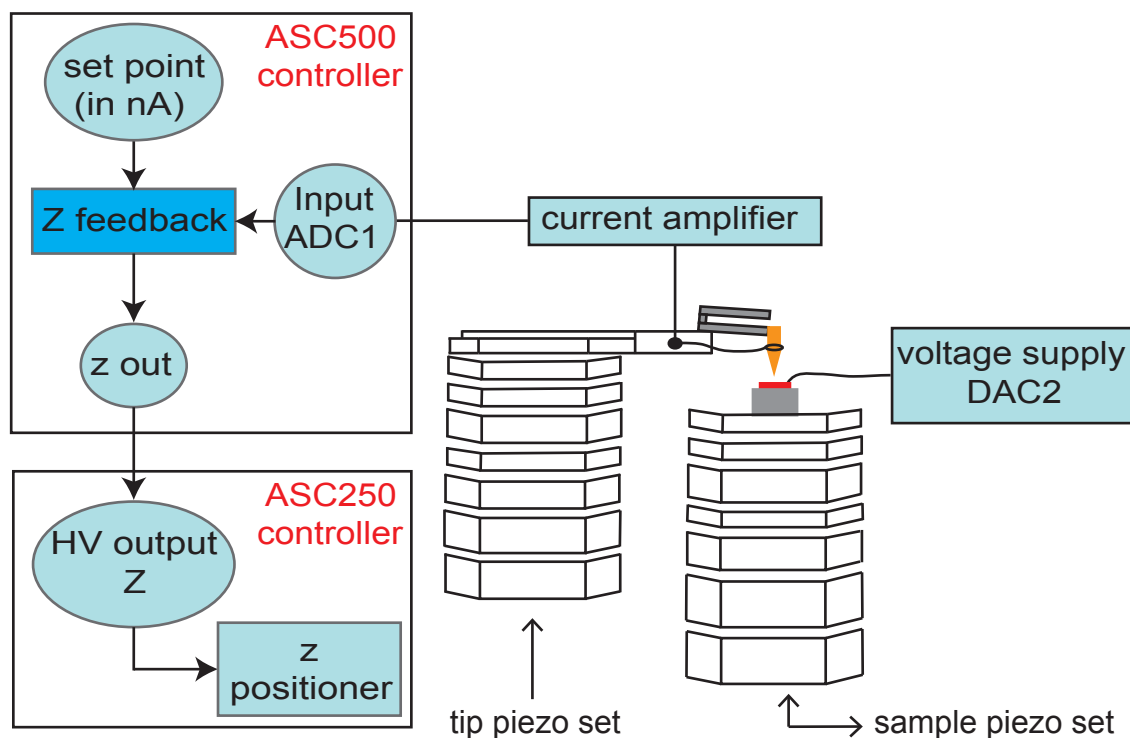 ASC500
controller
set point
(in nA)
Z feedback
Input
ADC1
z out
current amplifier
voltage supply
DAC2
ASC250
controller
HV output
Z
z
positioner
tip piezo set
sample piezo set